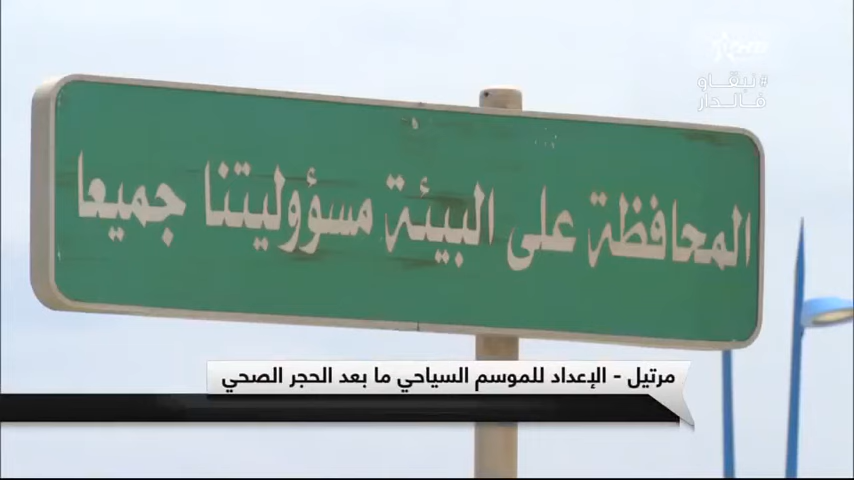 #نبقاو
فالدار
المحافظة على البيئة مسؤوليتنا جميعا
مرتيل - الإعداد للموسم السياحي ما بعد الحجر الصحي